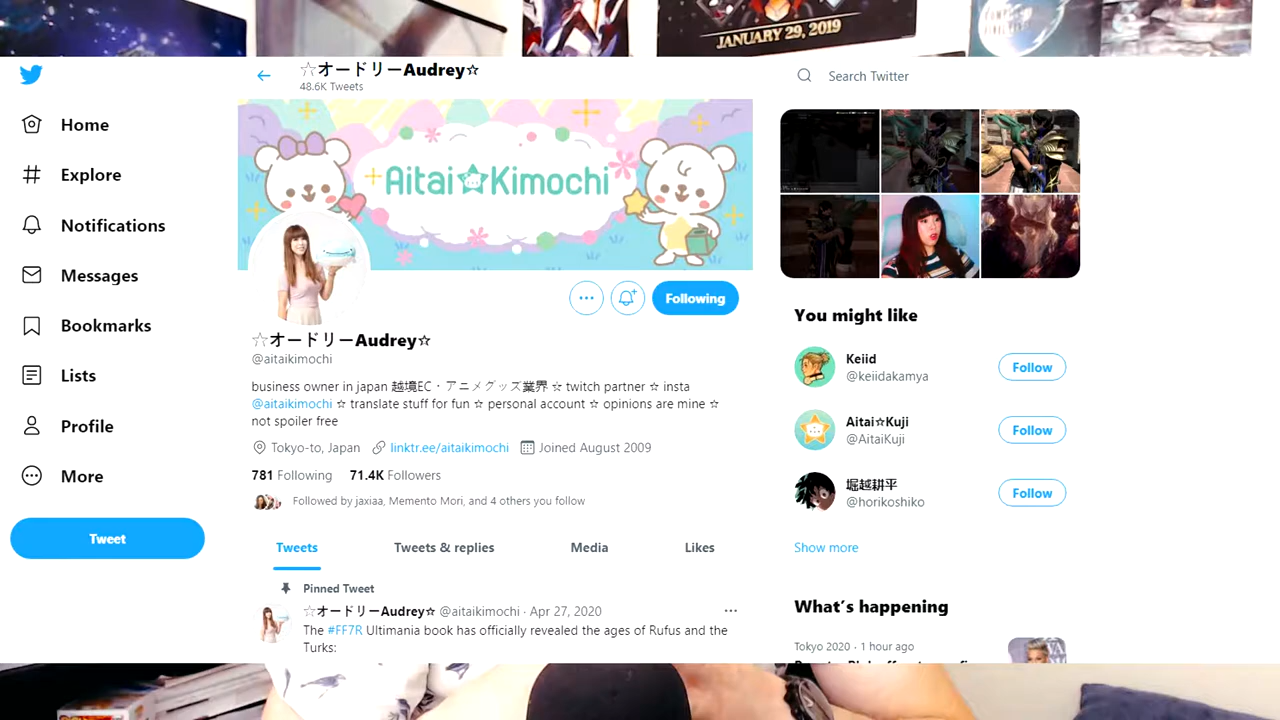 JANUARY 29, 2019
☆オードリーAudrey☆
48.6K Tweets
Search Twitter
Home
Explore
Notifications
Messages
Bookmarks
Lists
Profile
More
Tweet
Aitai☆Kimochi
Following
☆オードリーAudrey☆
@aitaikimochi
business owner in japan 越境EC・アニメグッズ業界 ☆ twitch partner ☆ insta
@aitaikimochi ☆ translate stuff for fun ☆ personal account ☆ opinions are mine ☆
not spoiler free
Tokyo-to, Japan linktr.ee/aitaikimochi Joined August 2009
781 Following 71.4K Followers
Followed by jaxiaa, Memento Mori, and 4 others you follow
Tweets Tweets & replies Media Likes
Pinned Tweet
☆オードリーAudrey☆ @aitaikimochi · Apr 27, 2020
The #FF7R Ultimania book has officially revealed the ages of Rufus and the
Turks:
You might like
Keiid
@keiidakamya
Follow
Aitai☆Kuji
@AitaiKuji
Follow
堀越耕平
@horikoshiko
Follow
Show more
What's happening
Tokyo 2020 · 1 hour ago